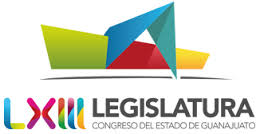 LXIII LEGISLATURA
CONGRESO DEL ESTADO DE GUANAJUATO